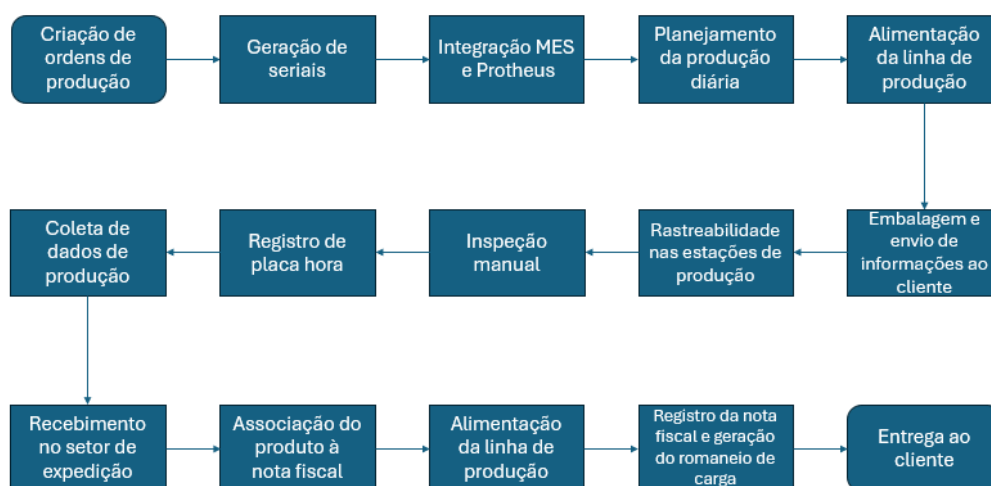 Criação de
ordens de
produção
Geração de
seriais
Integração MES
e Protheus
Planejamento
da produção
diária
Alimentação
da linha de
produção
Coleta de
dados de
produção
Registro de
placa hora
Inspeção
manual
Rastreabilidade
nas estações de
produção
Embalagem e
envio de
informações ao
cliente
Recebimento
no setor de
expedição
Associação do
produto à
nota fiscal
Alimentação
da linha de
produção
Registro da nota
fiscal e geração
do romaneio de
carga
Entrega ao
cliente